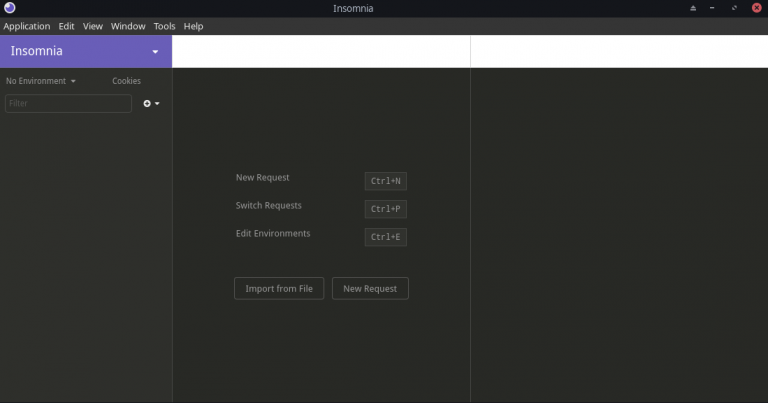 Insomnia
Application Edit View Window Tools Help
Insomnia
No Environment Cookies
Filter
New Request Ctrl+N
Switch Requests Ctrl+P
Edit Environments Ctrl+E
Import from File New Request